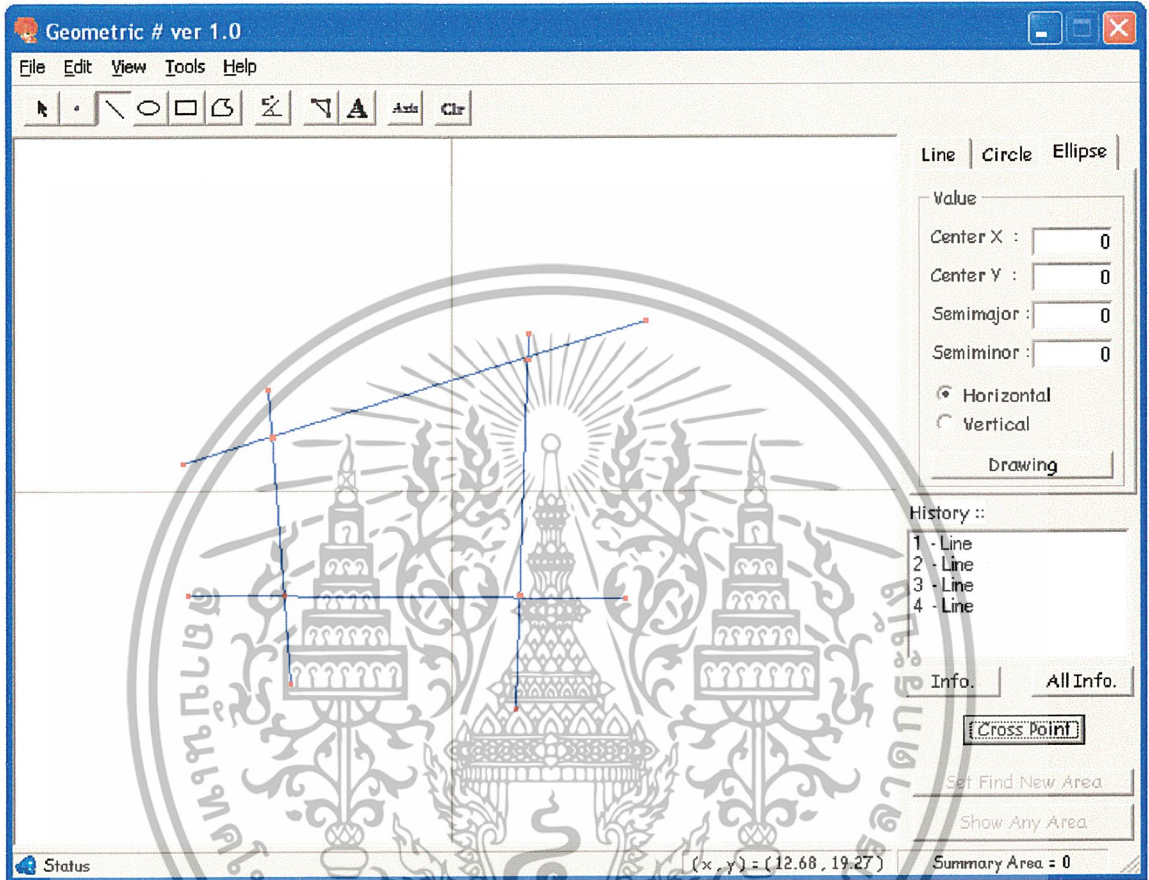 Geometric # ver 1.0
File Edit View Tools Help
A Axis Clr
Line Circle Ellipse
Value
Center X : 0
Center Y : 0
Semimajor : 0
Semiminor : 0
Horizontal
Vertical
Drawing
History ::
1 - Line
2 - Line
3 - Line
4 - Line
Info. All Info.
Cross Point
Set Find New Area
Show Any Area
Status (x , y) = (12.68 , 19.27) Summary Area = 0